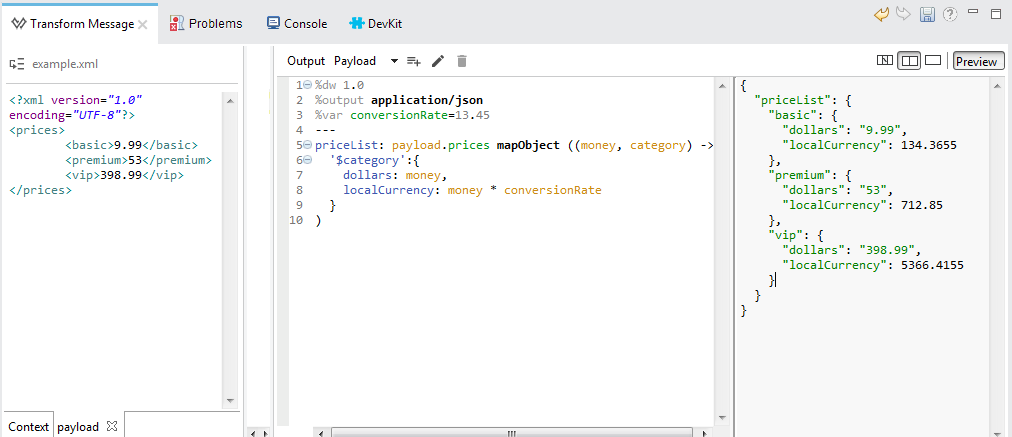 Transform Message
Problems
Console
DevKit
example.xml
<?xml version="1.0"
encoding="UTF-8"?>
<prices>
        <basic>9.99</basic>
        <premium>53</premium>
        <vip>398.99</vip>
</prices>
Context payload
Output Payload
1 %dw 1.0
2 %output application/json
3 %var conversionRate=13.45
4 ---
5 priceList: payload.prices mapObject ((money, category) ->
6   '$category':{
7     dollars: money,
8     localCurrency: money * conversionRate
9   }
10 )
N
Preview
{
  "priceList": {
    "basic": {
      "dollars": "9.99",
      "localCurrency": 134.3655
    },
    "premium": {
      "dollars": "53",
      "localCurrency": 712.85
    },
    "vip": {
      "dollars": "398.99",
      "localCurrency": 5366.4155
    }
  }
}